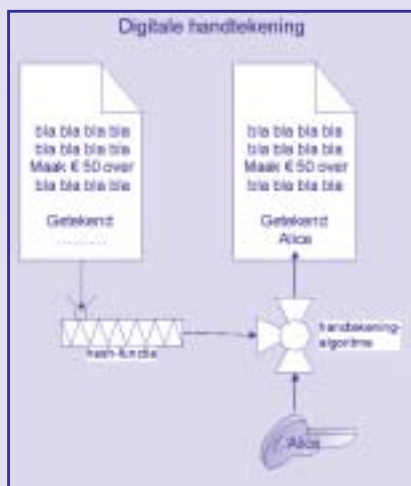 Digitale handtekening
bla bla bla bla
bla bla bla bla
Maak € 50 over
bla bla bla bla
Getekend
..........
bla bla bla bla
bla bla bla bla
Maak € 50 over
bla bla bla bla
Getekend
Alice
hash-functie
handtekening-
algoritme
Alice